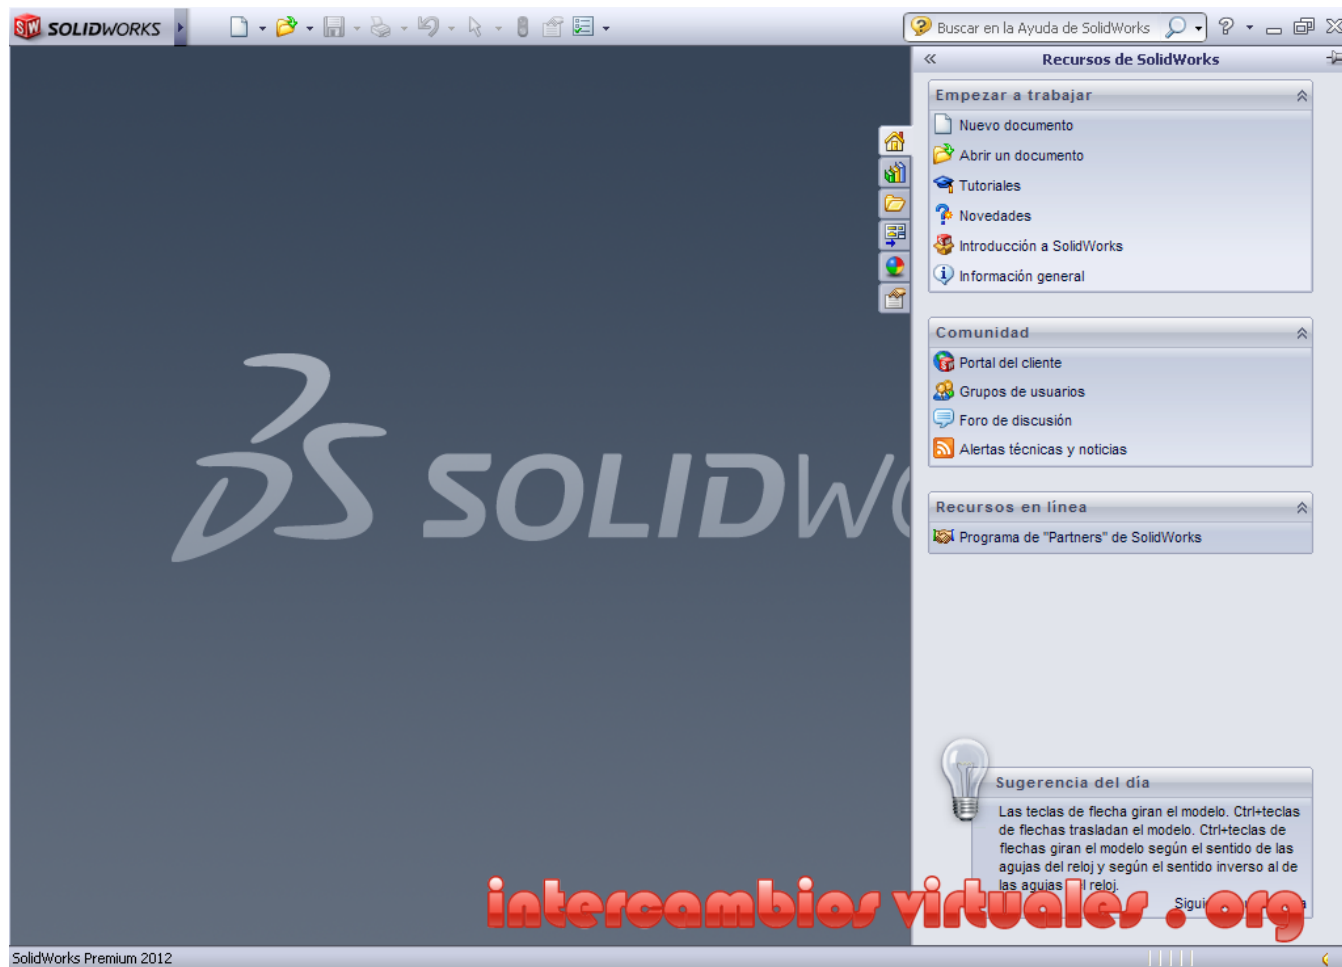 SOLIDWORKS
Buscar en la Ayuda de SolidWorks
Recursos de SolidWorks
Empezar a trabajar
Nuevo documento
Abrir un documento
Tutoriales
Novedades
Introducción a SolidWorks
Información general
Comunidad
Portal del cliente
Grupos de usuarios
Foro de discusión
Alertas técnicas y noticias
Recursos en línea
Programa de "Partners" de SolidWorks
DS SOLIDW
Sugerencia del día
Las teclas de flecha giran el modelo. Ctrl+teclas
de flechas trasladan el modelo. Ctrl+teclas de
flechas giran el modelo según el sentido de las
agujas del reloj y según el sentido inverso al de
las agujas l reloj.
intercambios virtuales . org
SolidWorks Premium 2012